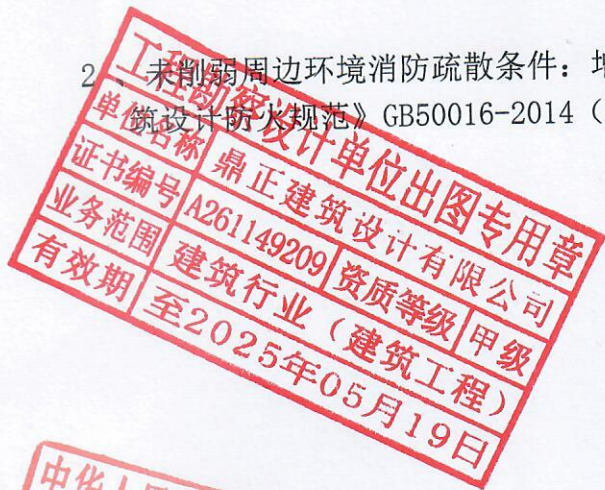 2、未削弱周边环境消防疏散条件：增
筑设计防火规范》GB50016-2014（
工程勘察设计单位出图专用章
单位名称 鼎正建筑设计有限公司
证书编号 A261149209 资质等级 甲级
业务范围 建筑行业（建筑工程）
有效期 至2025年05月19日
中华人民